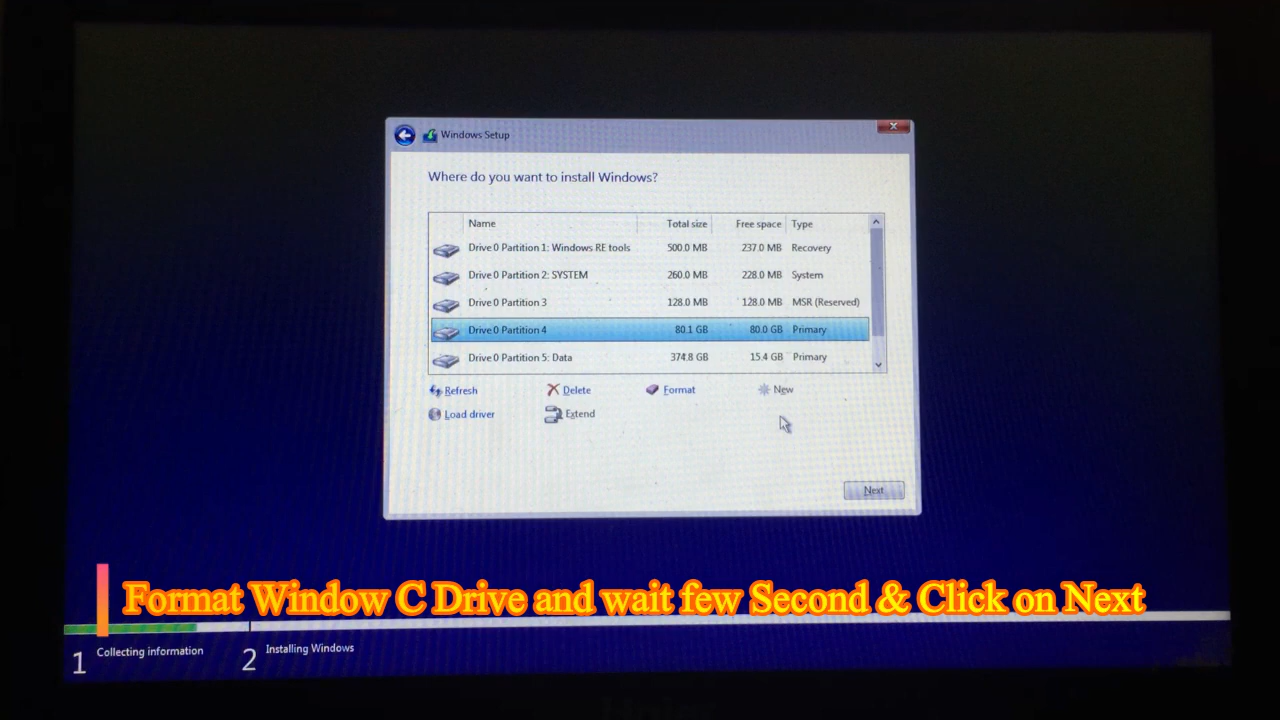 Windows Setup
Where do you want to install Windows?
Name Total size Free space Type
Drive 0 Partition 1: Windows RE tools 500.0 MB 237.0 MB Recovery
Drive 0 Partition 2: SYSTEM 260.0 MB 228.0 MB System
Drive 0 Partition 3 128.0 MB 128.0 MB MSR (Reserved)
Drive 0 Partition 4 80.1 GB 80.0 GB Primary
Drive 0 Partition 5: Data 374.8 GB 15.4 GB Primary
Refresh Delete Format New
Load driver Extend
Next
Format Window C Drive and wait few Second & Click on Next
1 Collecting information 2 Installing Windows